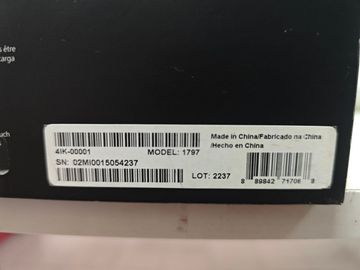 s être
carga
uch
4IK-00001 MODEL: 1797
SN: 02MI0015054237
LOT: 2237
Made in China/Fabricado na China
/Hecho en China
8 89842 71706 8